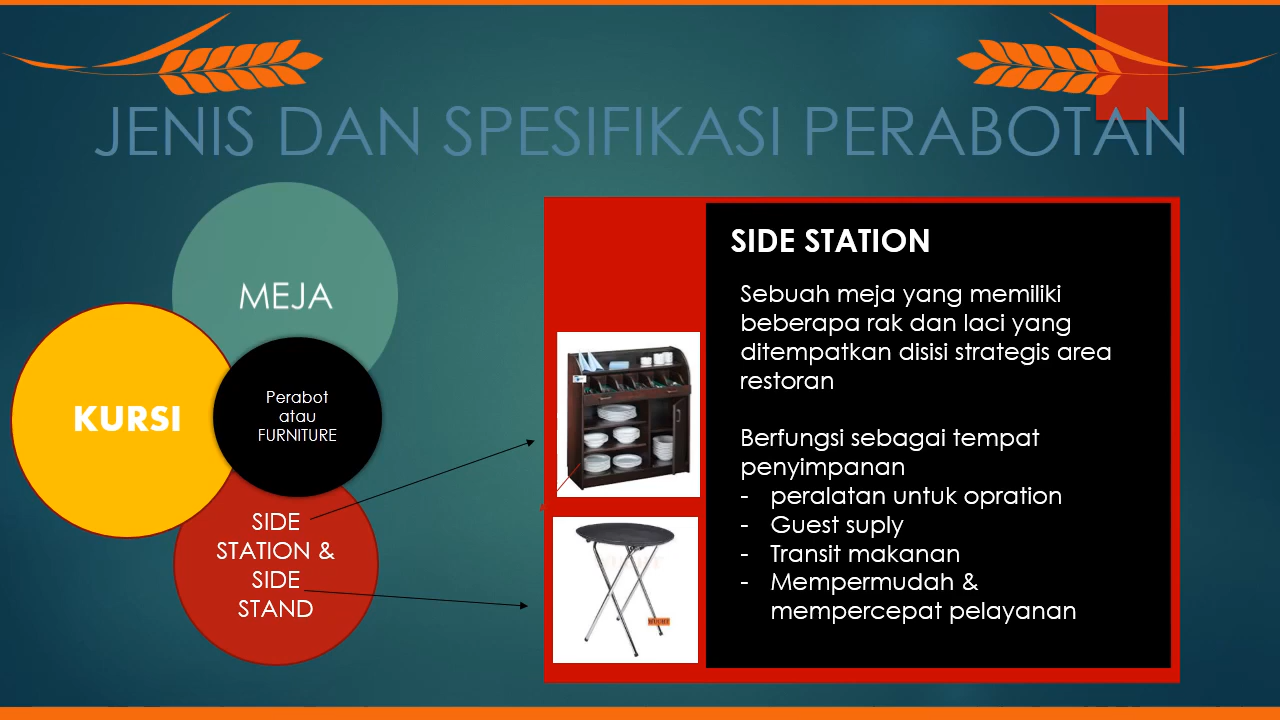 JENIS DAN SPESIFIKASI PERABOTAN
MEJA
KURSI
Perabot
atau
FURNITURE
SIDE
STATION &
SIDE
STAND
SIDE STATION
Sebuah meja yang memiliki
beberapa rak dan laci yang
ditempatkan disisi strategis area
restoran
Berfungsi sebagai tempat
penyimpanan
- peralatan untuk opration
- Guest suply
- Transit makanan
- Mempermudah &
mempercepat pelayanan